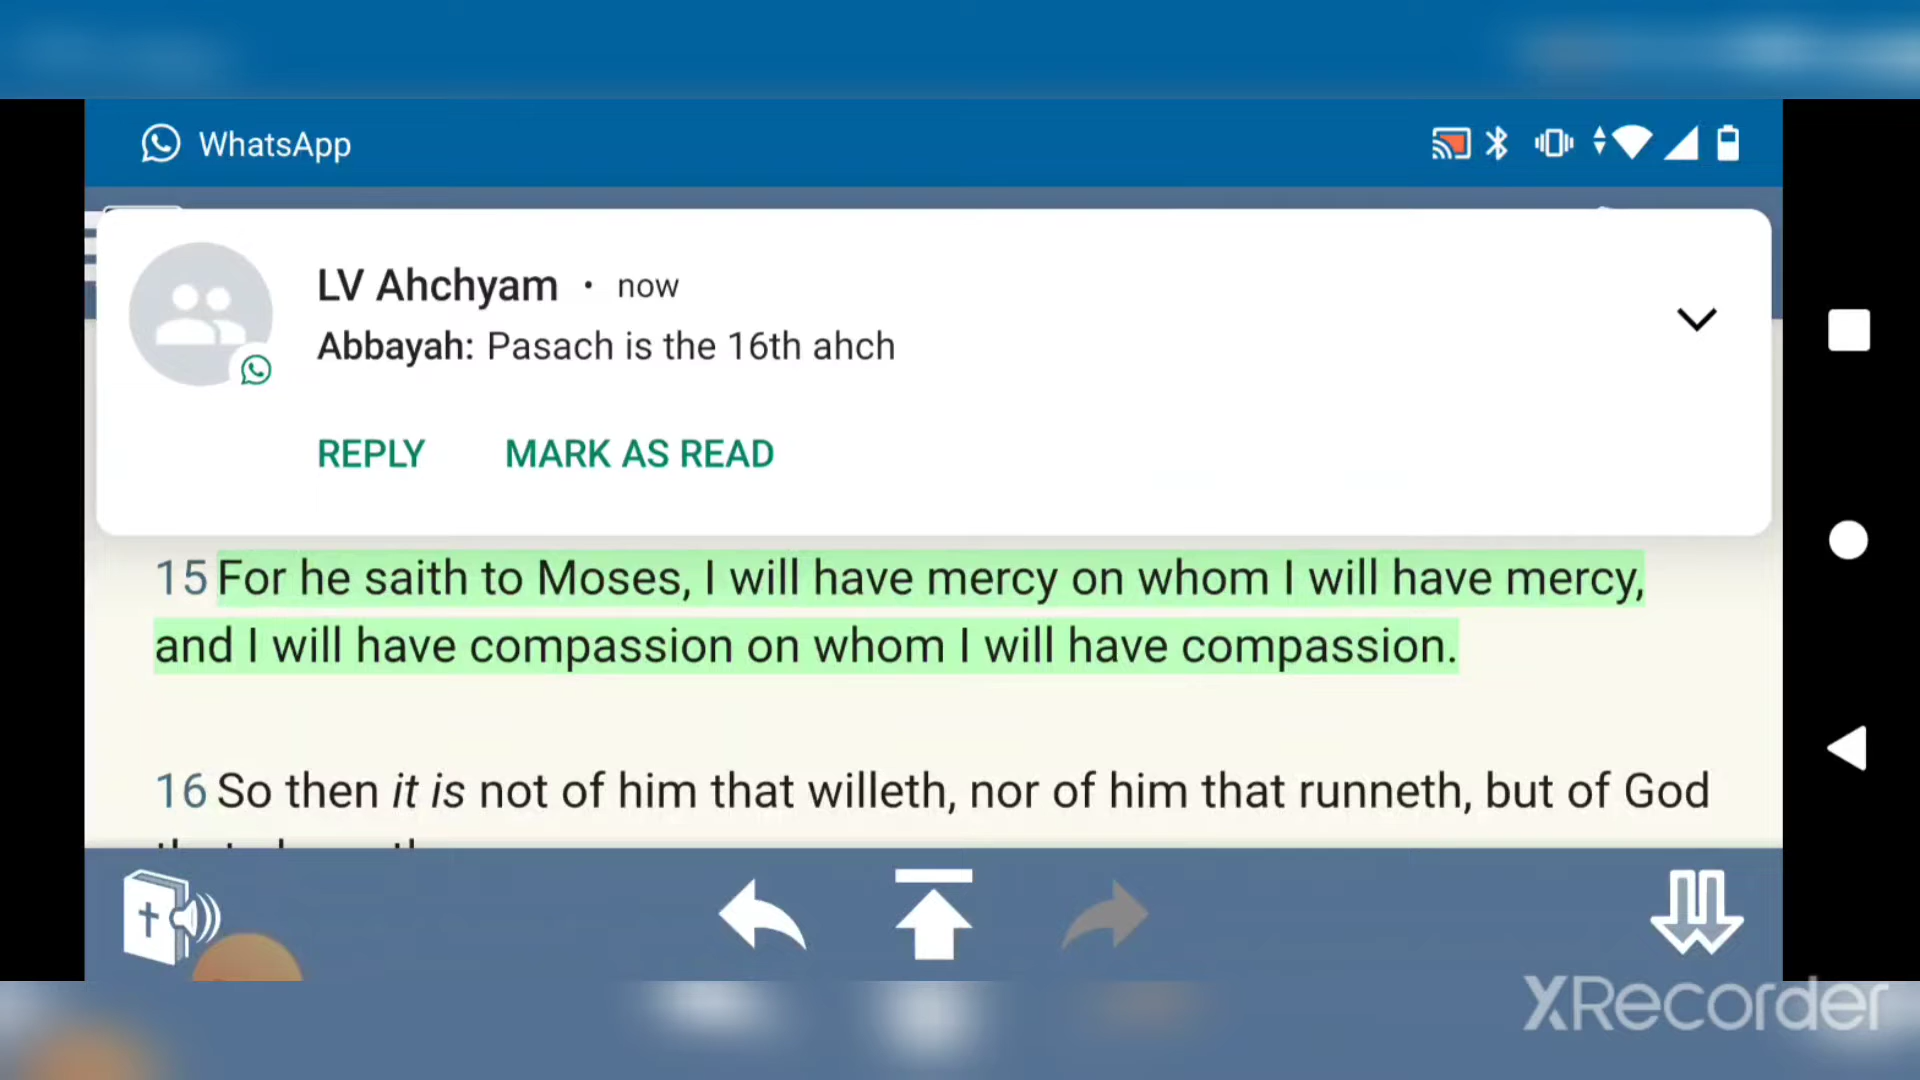 WhatsApp
LV Ahchyam • now
Abbayah: Pasach is the 16th ahch
REPLY MARK AS READ
15 For he saith to Moses, I will have mercy on whom I will have mercy,
and I will have compassion on whom I will have compassion.
16 So then it is not of him that willeth, nor of him that runneth, but of God
XRecorder